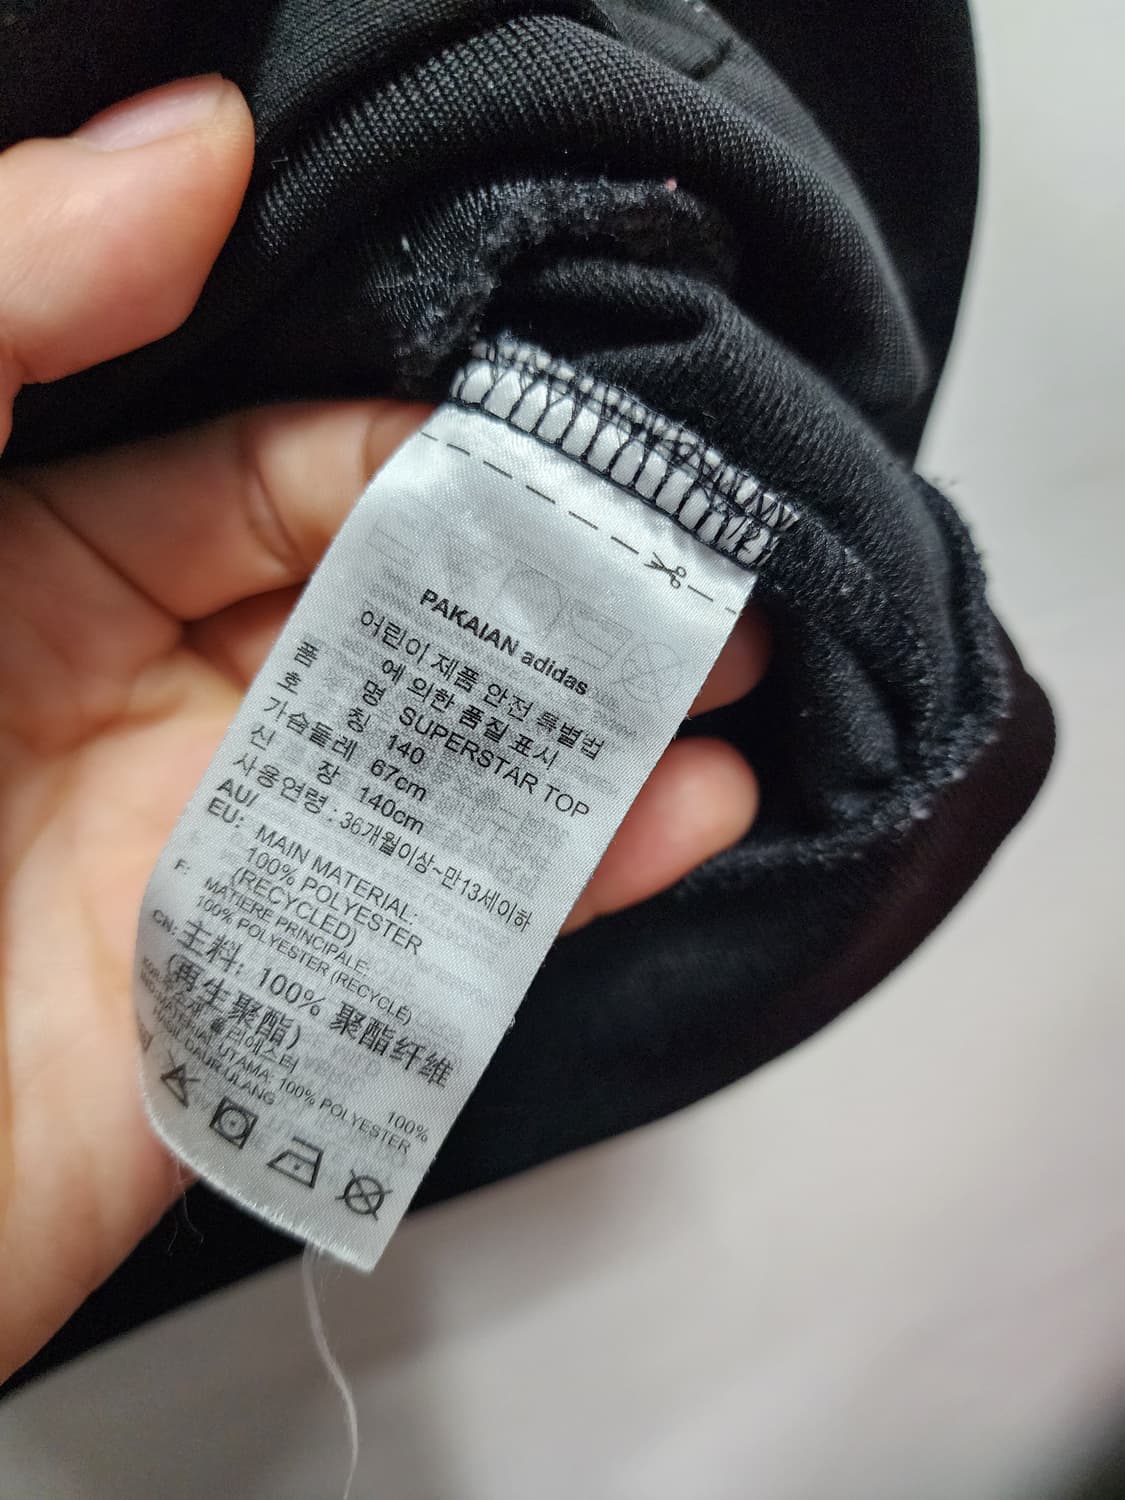 PAKAIAN adidas
어린이 제품 안전 특별법
에 의한 품질 표시
품 명 SUPERSTAR TOP
호 칭 140
가슴둘레 67cm
신 장 140cm
사용연령 : 36개월이상~만13세이하
AU/
EU: MAIN MATERIAL:
100% POLYESTER
(RECYCLED)
F: MATIERE PRINCIPALE:
100% POLYESTER (RECYCLÉ)
CN: 主料: 100% 聚酯纤维
(再生聚酯)
100%
UTAMA: 100% POLYESTER
DAUR ULANG